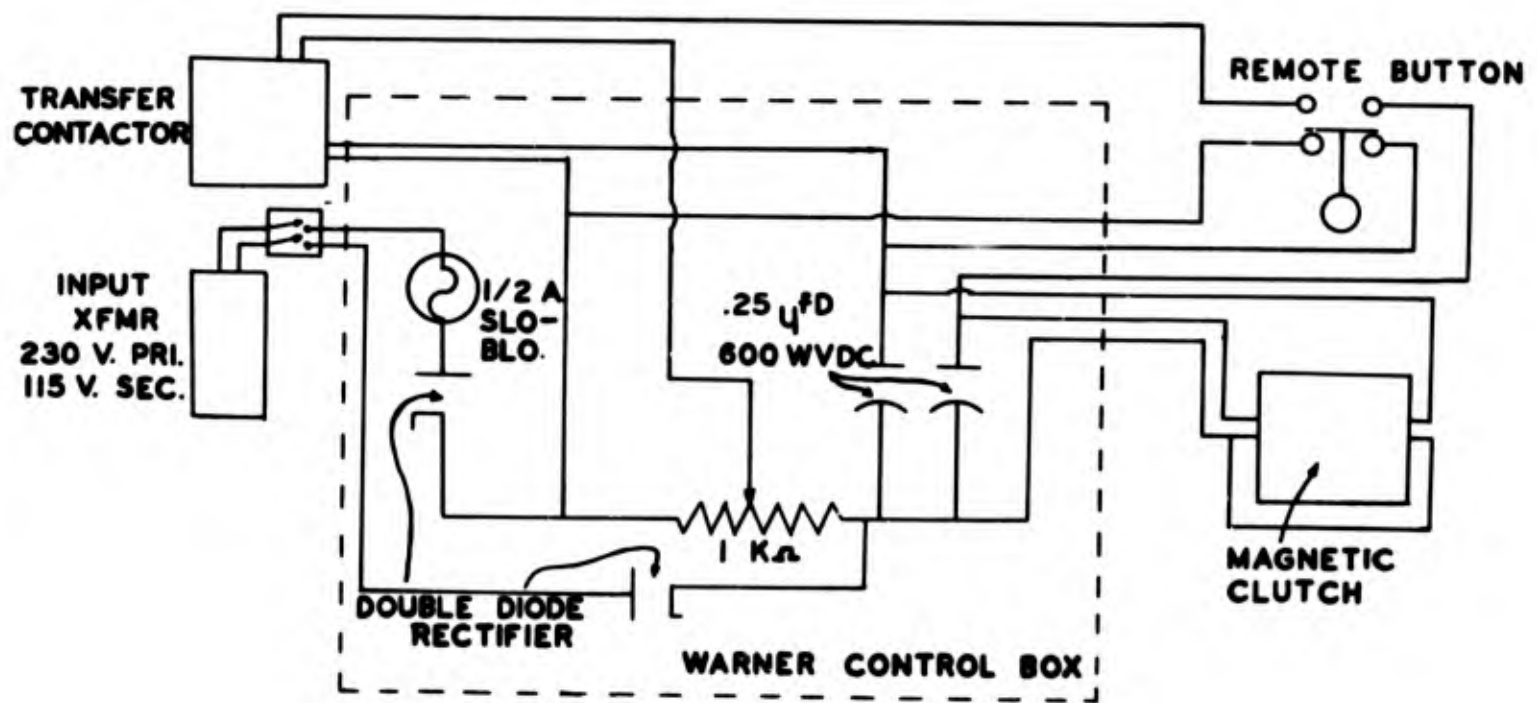 REMOTE BUTTON
TRANSFER
CONTACTOR
INPUT
XFMR
230 V. PRI.
115 V. SEC.
1/2 A
SLO-
BLO.
.25 µfD
600 WVDC
1 KΩ
DOUBLE DIODE
RECTIFIER
MAGNETIC
CLUTCH
WARNER CONTROL BOX